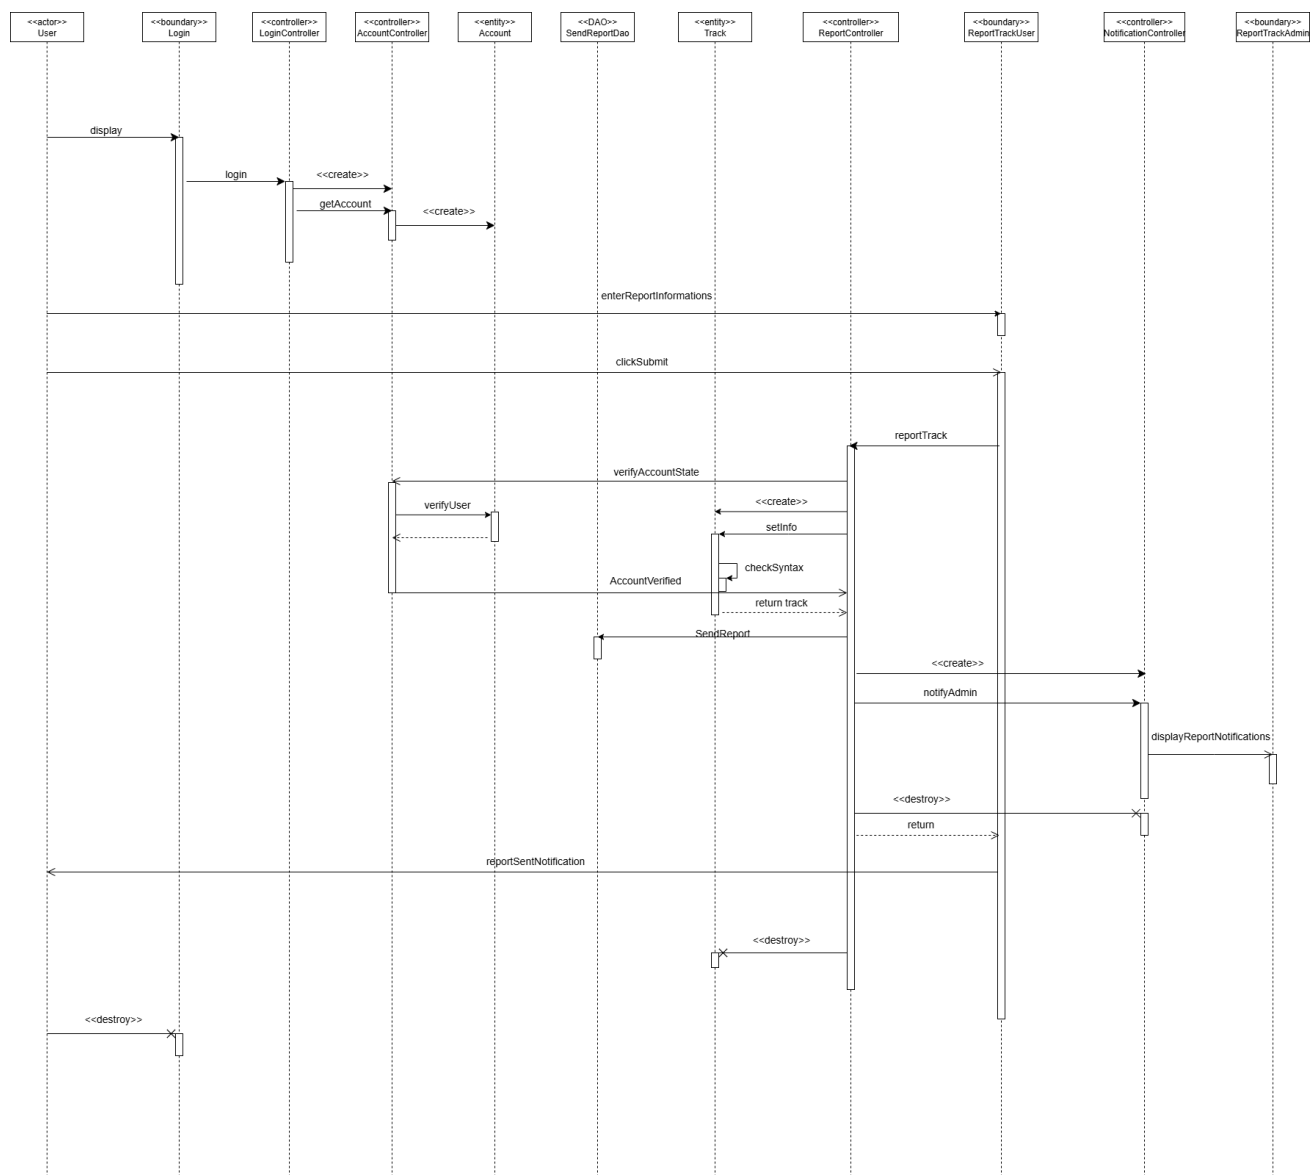 <<actor>>
User
<<boundary>>
Login
<<controller>>
LoginController
<<controller>>
AccountController
<<entity>>
Account
<<DAO>>
SendReportDao
<<entity>>
Track
<<controller>>
ReportController
<<boundary>>
ReportTrackUser
<<controller>>
NotificationController
<<boundary>>
ReportTrackAdmin
display
login
<<create>>
getAccount
<<create>>
enterReportInformations
clickSubmit
reportTrack
verifyAccountState
<<create>>
verifyUser
setInfo
checkSyntax
AccountVerified
return track
SendReport
<<create>>
notifyAdmin
displayReportNotifications
<<destroy>>
return
reportSentNotification
<<destroy>>
<<destroy>>